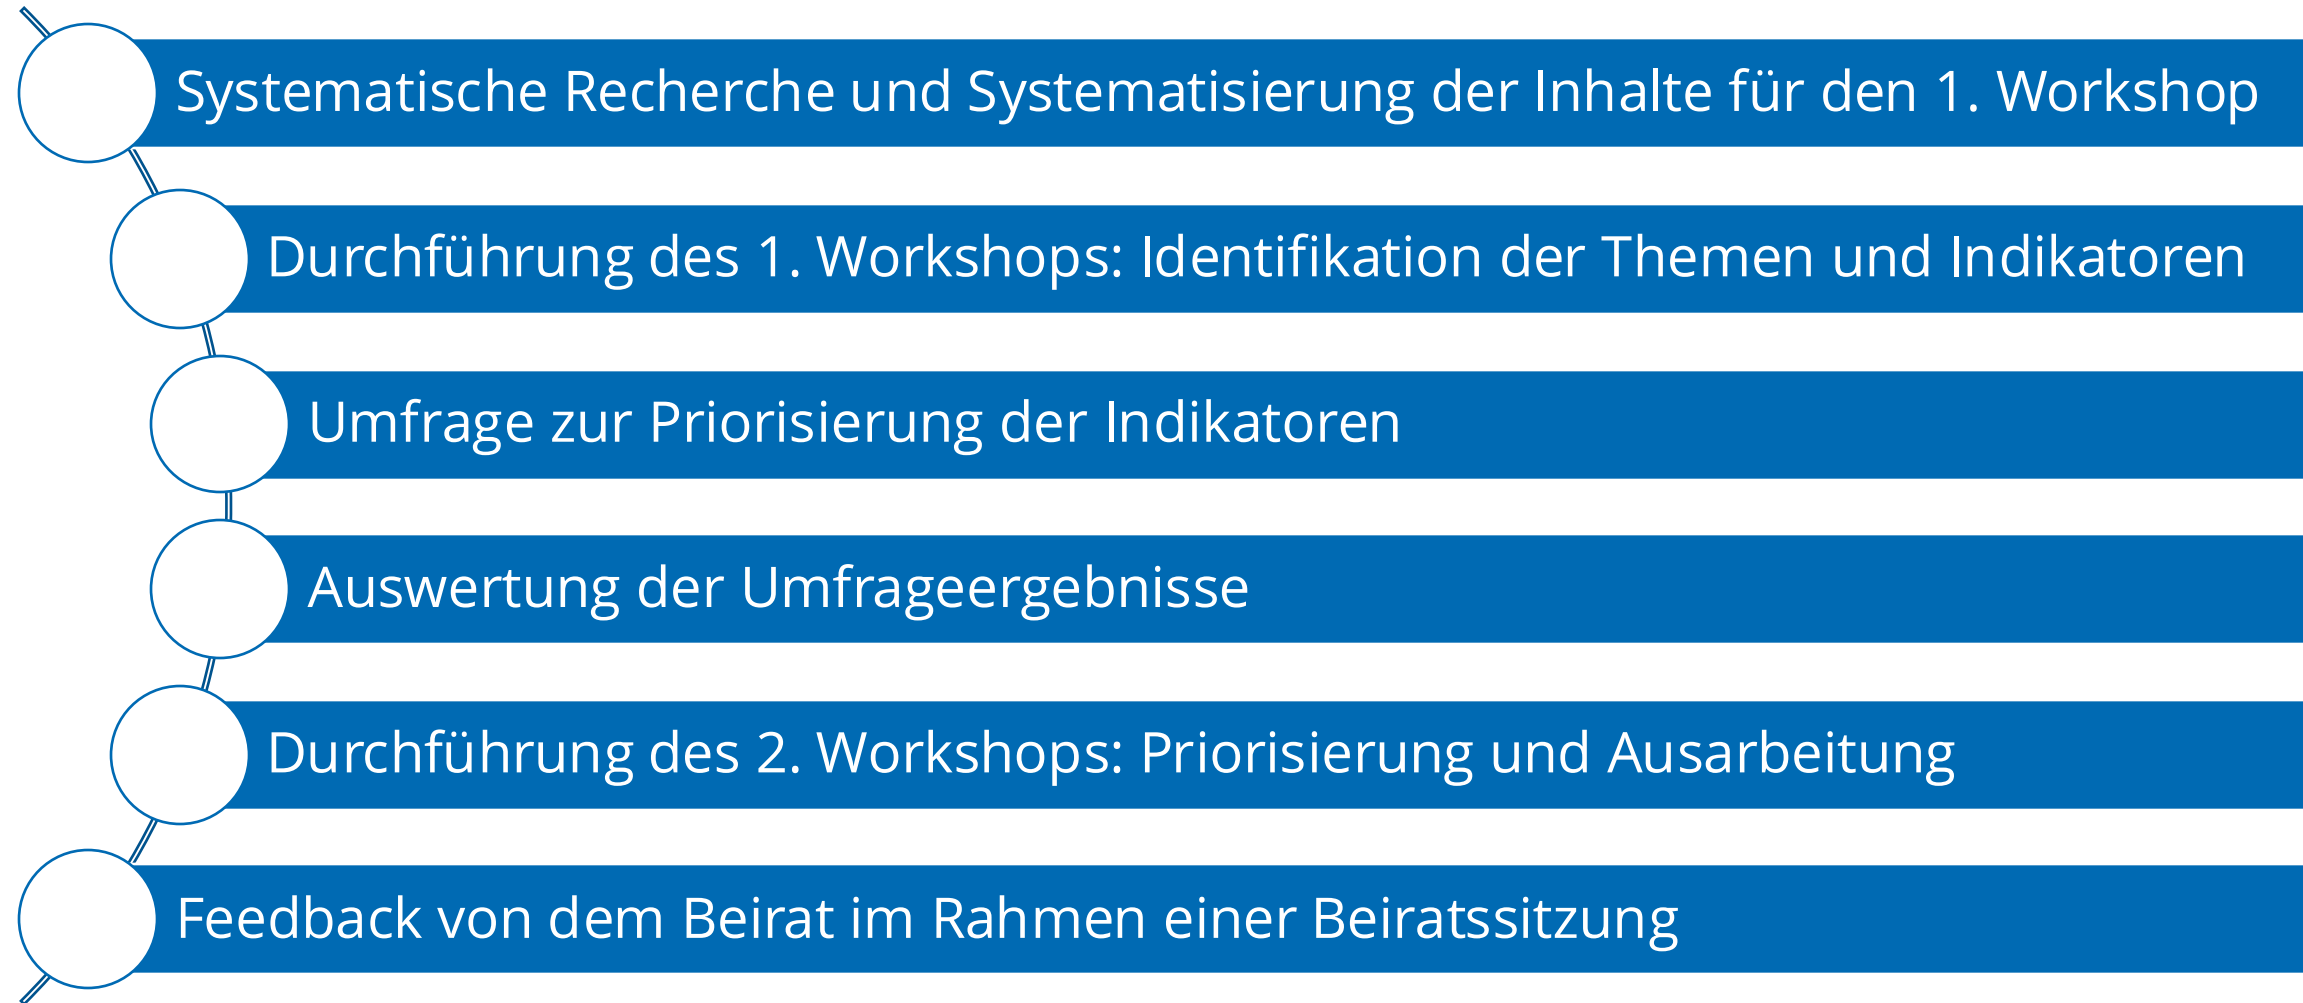 Systematische Recherche und Systematisierung der Inhalte für den 1. Workshop
Durchführung des 1. Workshops: Identifikation der Themen und Indikatoren
Umfrage zur Priorisierung der Indikatoren
Auswertung der Umfrageergebnisse
Durchführung des 2. Workshops: Priorisierung und Ausarbeitung
Feedback von dem Beirat im Rahmen einer Beiratssitzung